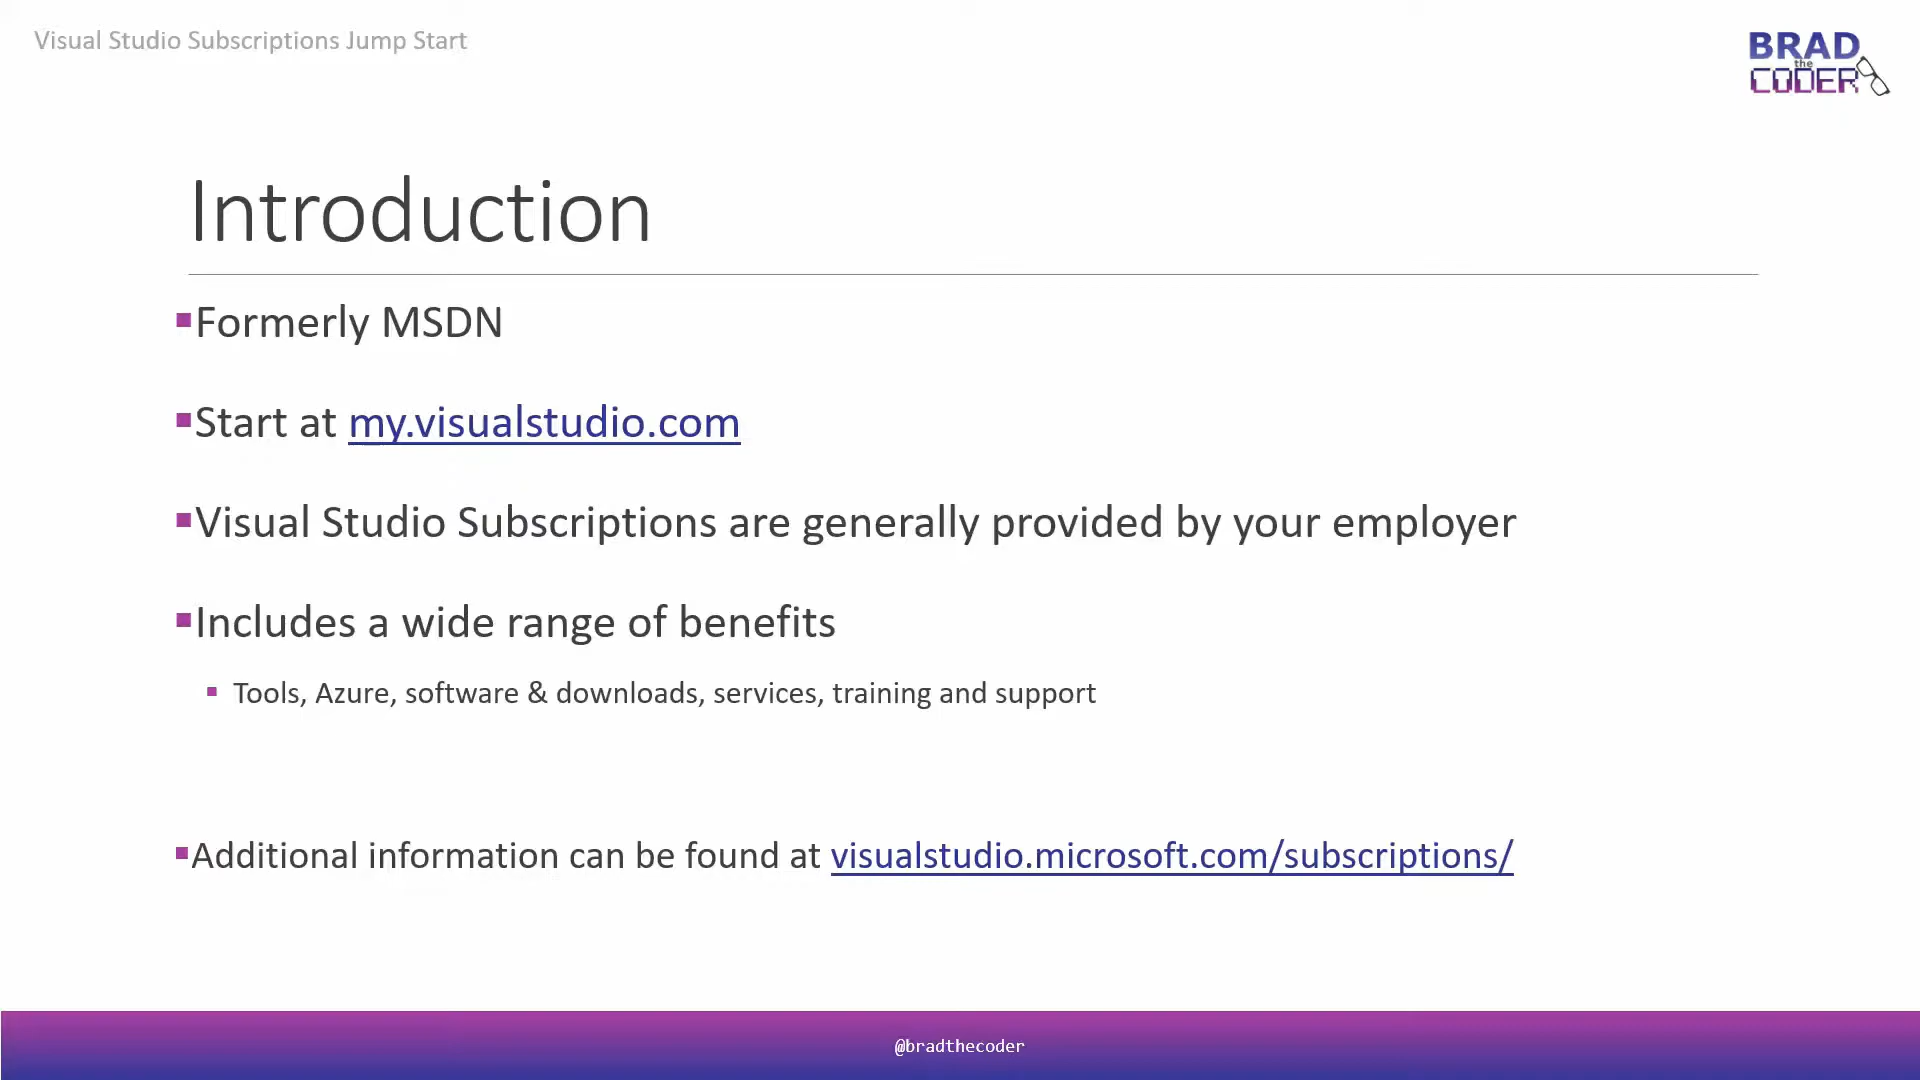 Visual Studio Subscriptions Jump Start
BRAD
the
CODER
Introduction
Formerly MSDN
Start at my.visualstudio.com
Visual Studio Subscriptions are generally provided by your employer
Includes a wide range of benefits
Tools, Azure, software & downloads, services, training and support
Additional information can be found at visualstudio.microsoft.com/subscriptions/
@bradthecoder